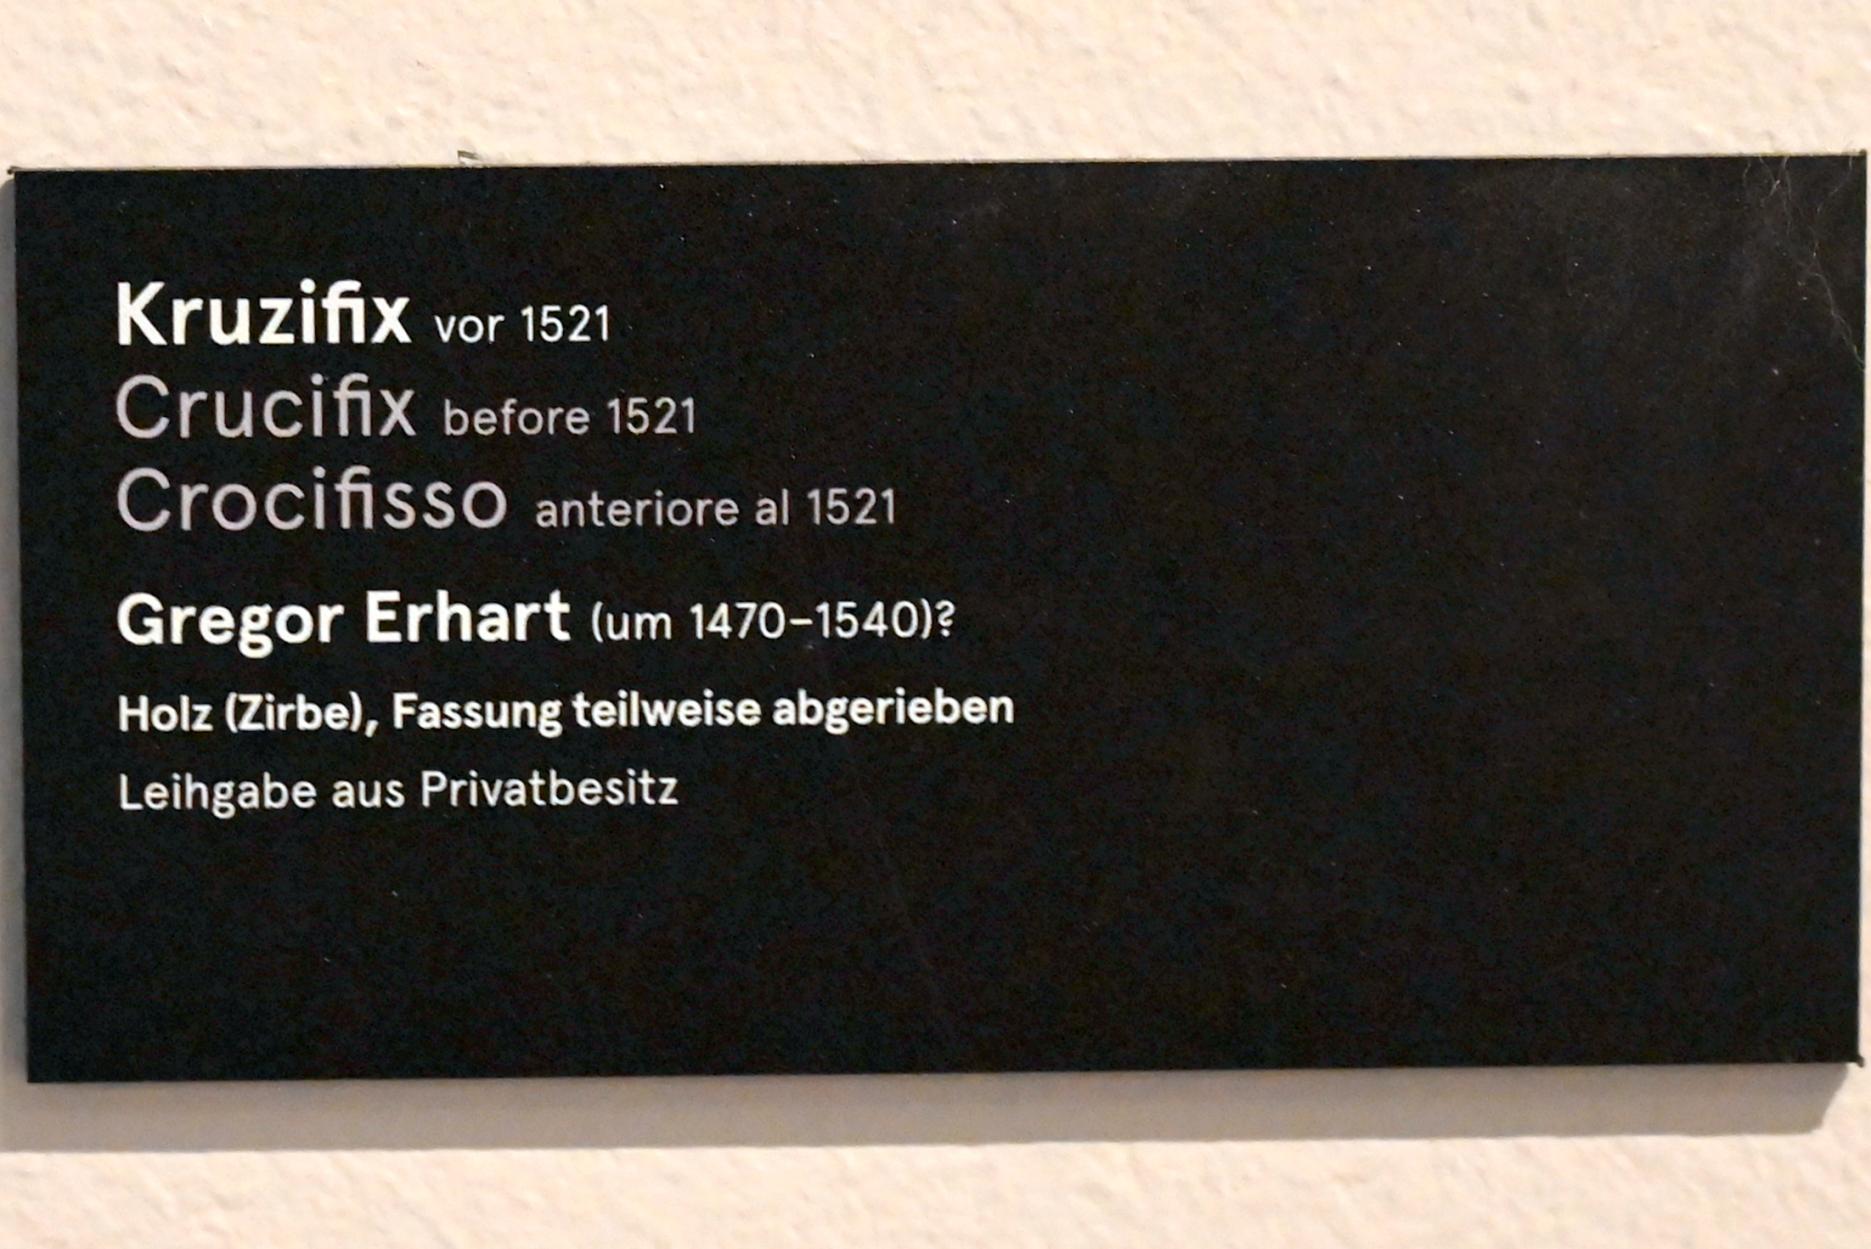 Kruzifix vor 1521
Crucifix before 1521
Crocifisso anteriore al 1521
Gregor Erhart (um 1470–1540)?
Holz (Zirbe), Fassung teilweise abgerieben
Leihgabe aus Privatbesitz